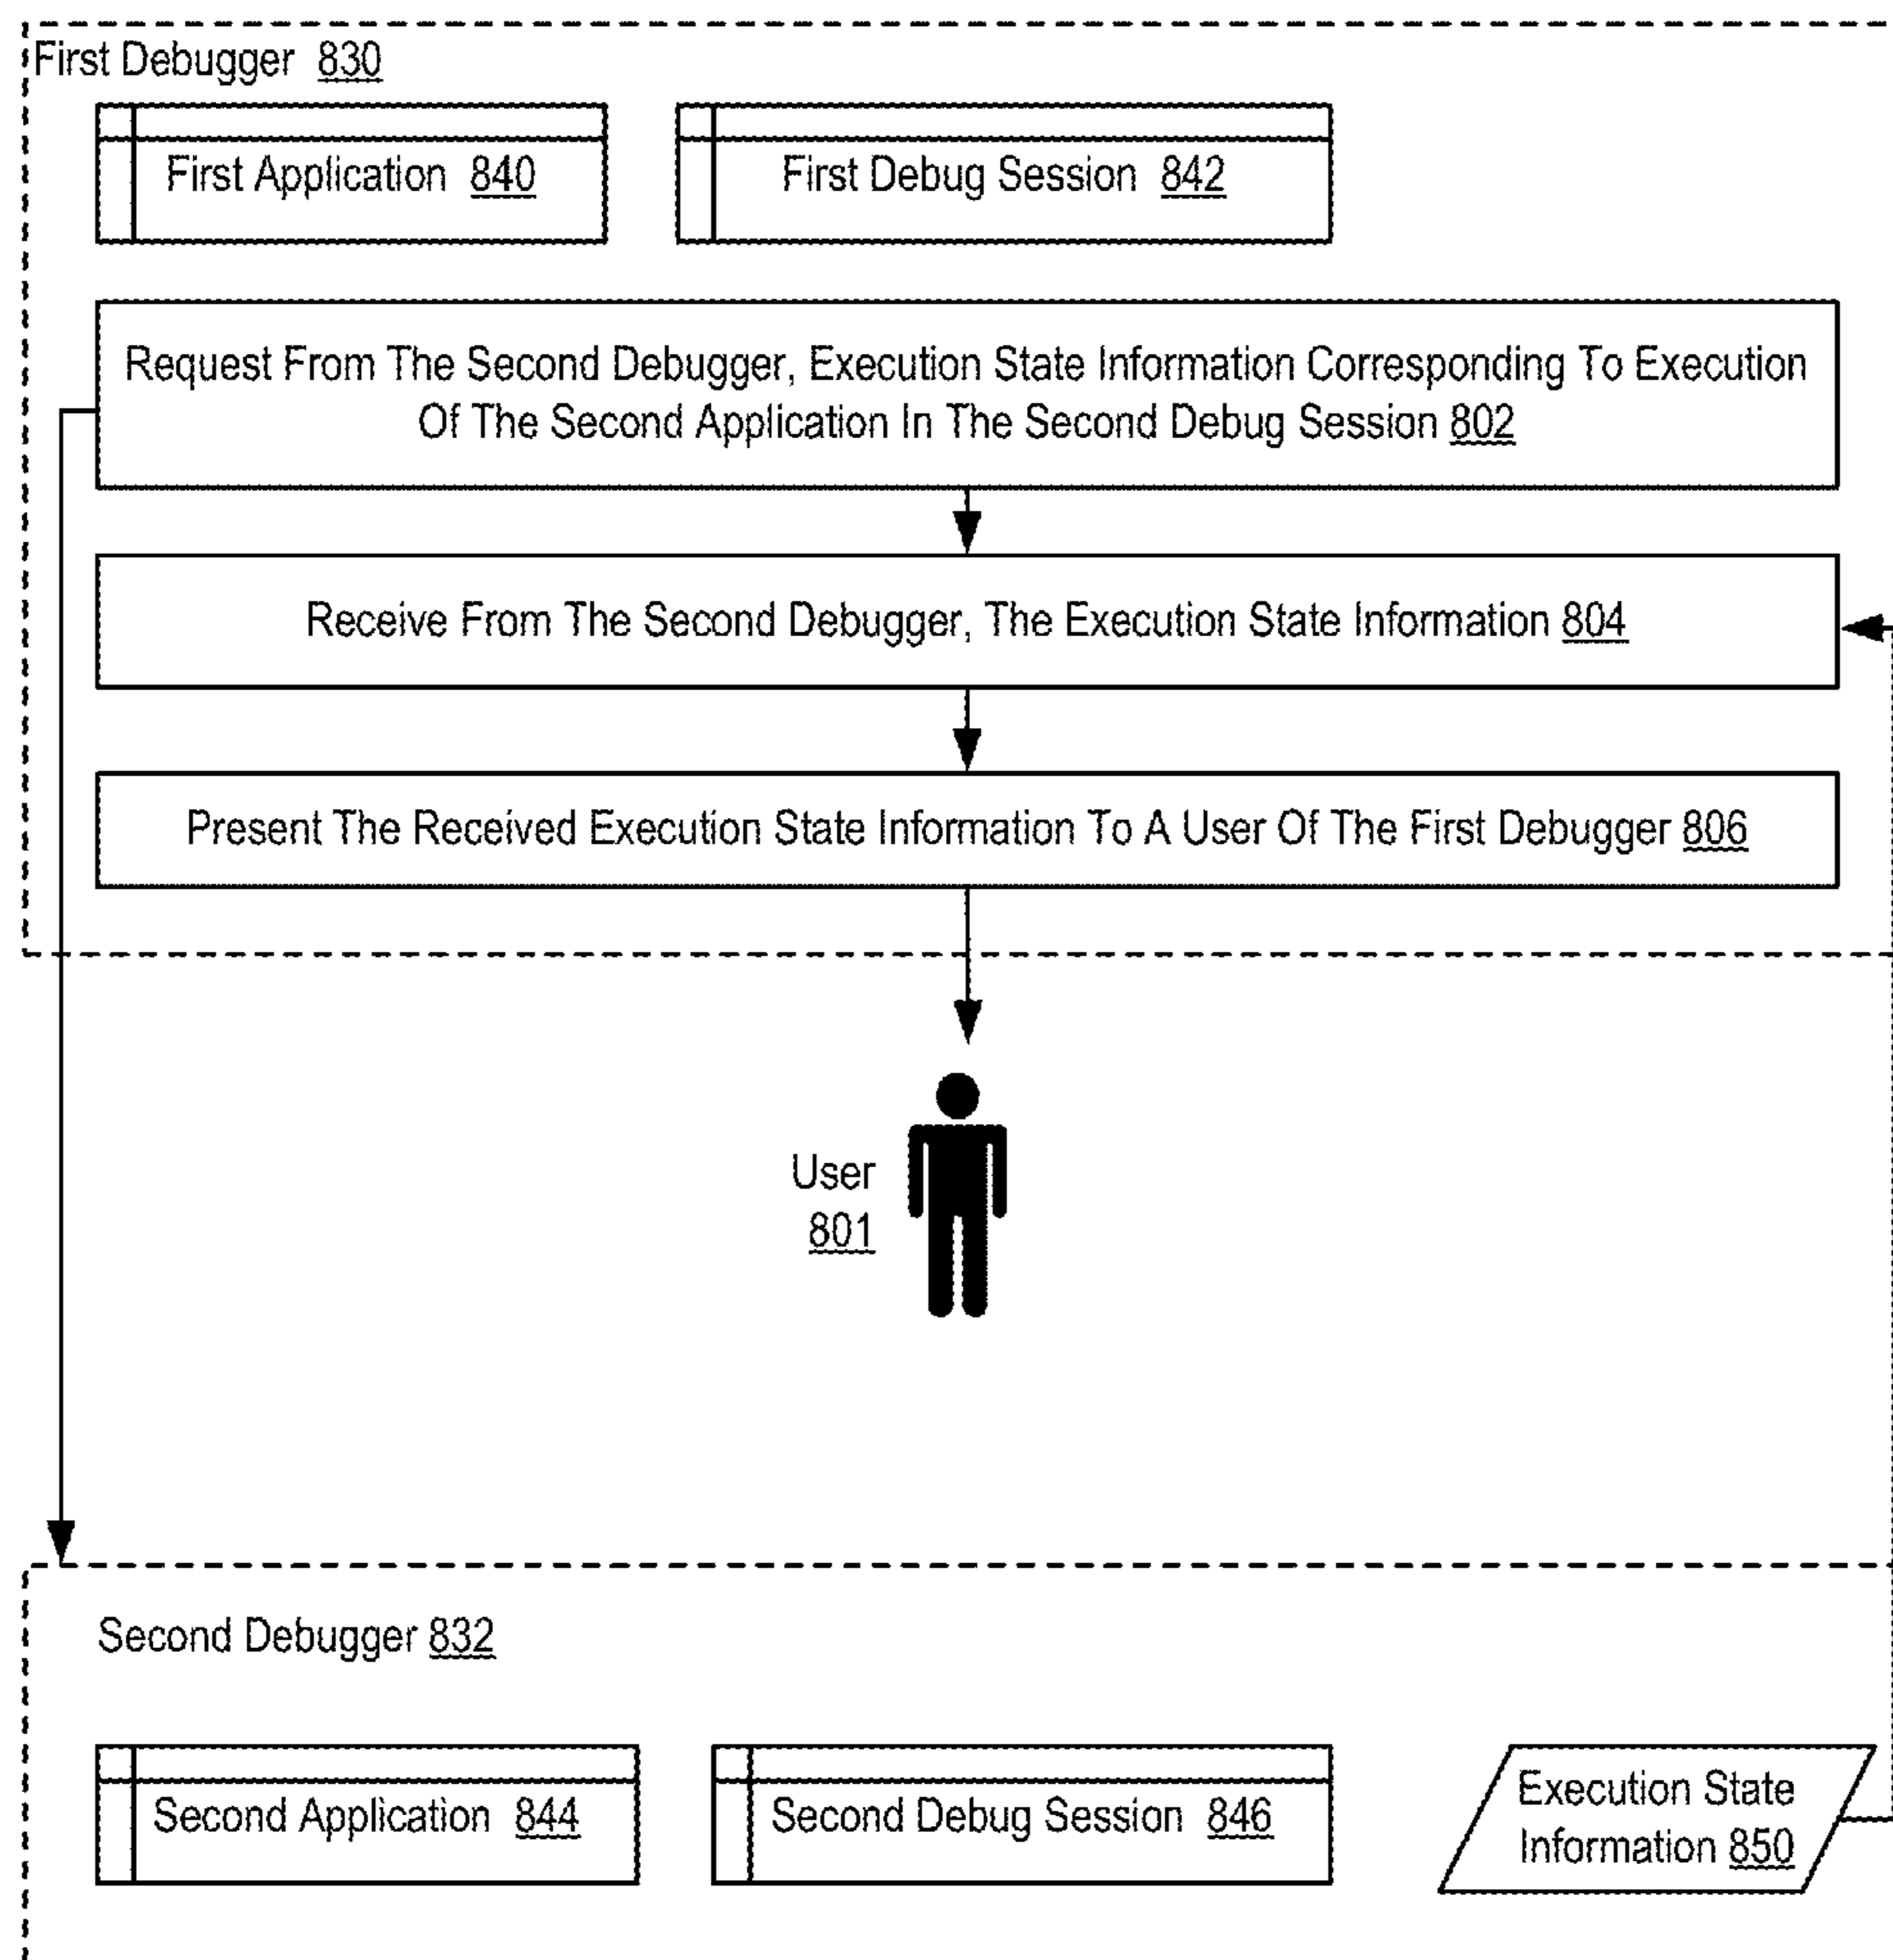 First Debugger 830
First Application 840
First Debug Session 842
Request From The Second Debugger, Execution State Information Corresponding To Execution
Of The Second Application In The Second Debug Session 802
Receive From The Second Debugger, The Execution State Information 804
Present The Received Execution State Information To A User Of The First Debugger 806
User
801
Second Debugger 832
Second Application 844
Second Debug Session 846
Execution State
Information 850